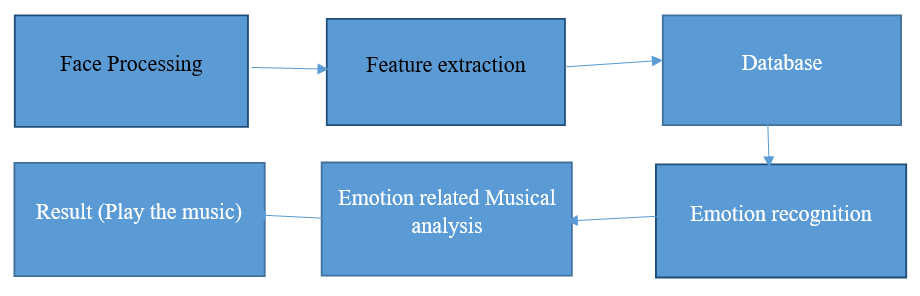 Face Processing
Feature extraction
Database
Result (Play the music)
Emotion related Musical
analysis
Emotion recognition